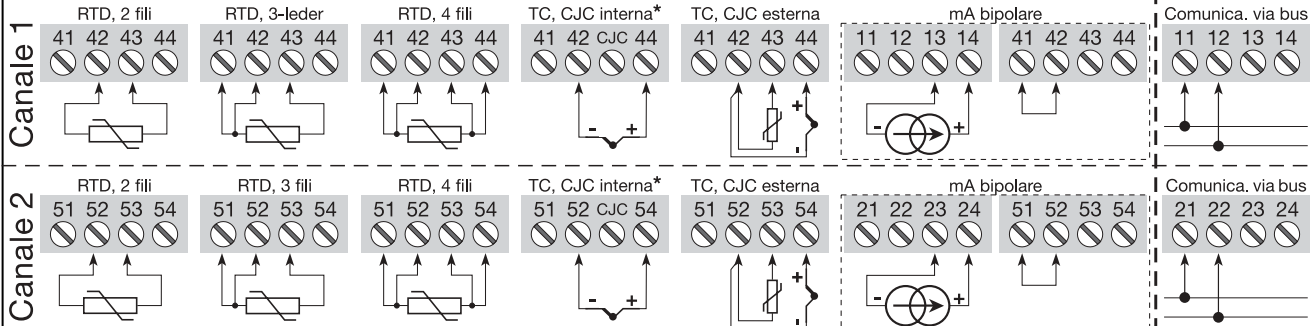 Canale 1
RTD, 2 fili RTD, 3-leder RTD, 4 fili TC, CJC interna* TC, CJC esterna mA bipolare Comunica. via bus
41 42 43 44 41 42 43 44 41 42 43 44 41 42 CJC 44 41 42 43 44 11 12 13 14 41 42 43 44 11 12 13 14
- + + - - +
Canale 2
RTD, 2 fili RTD, 3 fili RTD, 4 fili TC, CJC interna* TC, CJC esterna mA bipolare Comunica. via bus
51 52 53 54 51 52 53 54 51 52 53 54 51 52 CJC 54 51 52 53 54 21 22 23 24 51 52 53 54 21 22 23 24
- + + - - +